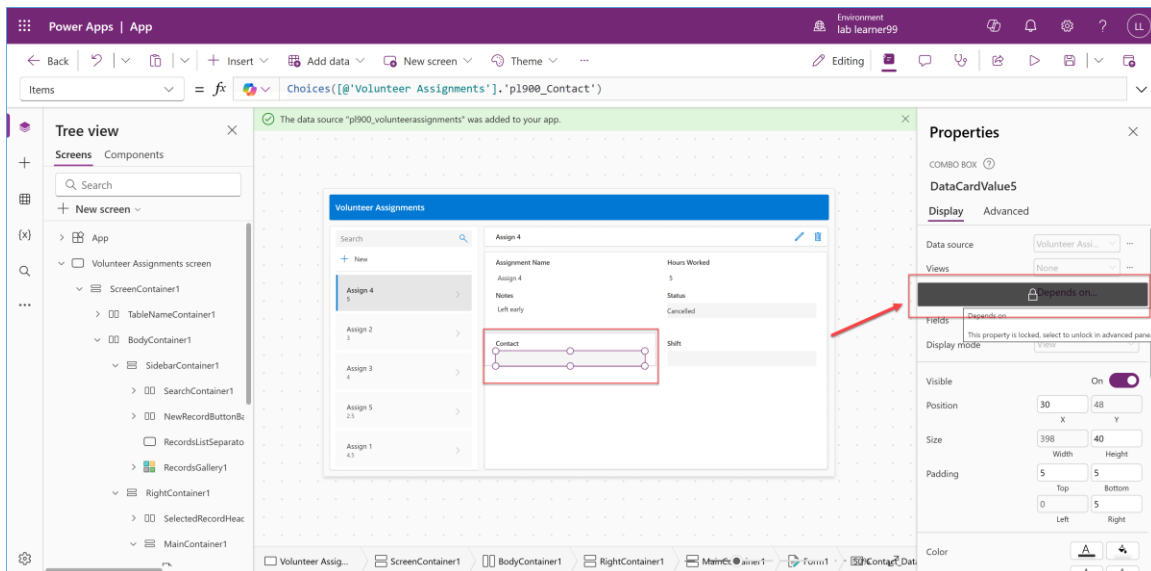 Power Apps | App
Environment
lab learner99
LL
Back
Insert
Add data
New screen
Theme
...
Editing
Items
= fx
Choices([@'Volunteer Assignments'].'pl900_Contact')
Tree view
Screens Components
Search
New screen
App
Volunteer Assignments screen
ScreenContainer1
TableNameContainer1
BodyContainer1
SidebarContainer1
SearchContainer1
NewRecordButtonBa
RecordsListSeparato
RecordsGallery1
RightContainer1
SelectedRecordHeac
MainContainer1
The data source "pl900_volunteerassignments" was added to your app.
Volunteer Assignments
Search
New
Assign 4
5
Assign 2
3
Assign 3
4
Assign 5
2.5
Assign 1
4.5
Assign 4
Assignment Name
Assign 4
Hours Worked
5
Notes
Left early
Status
Cancelled
Contact
Shift
Volunteer Assig...
ScreenContainer1
BodyContainer1
RightContainer1
Form1
Properties
COMBO BOX
DataCardValue5
Display Advanced
Data source
Volunteer Assi...
...
Views
None
...
Depends on...
Fields
Depends on
This property is locked, select to unlock in advanced pane
Display mode
View
Visible
On
Position
30
48
X
Y
Size
398
40
Width
Height
Padding
5
5
Top
Bottom
0
5
Left
Right
Color
A